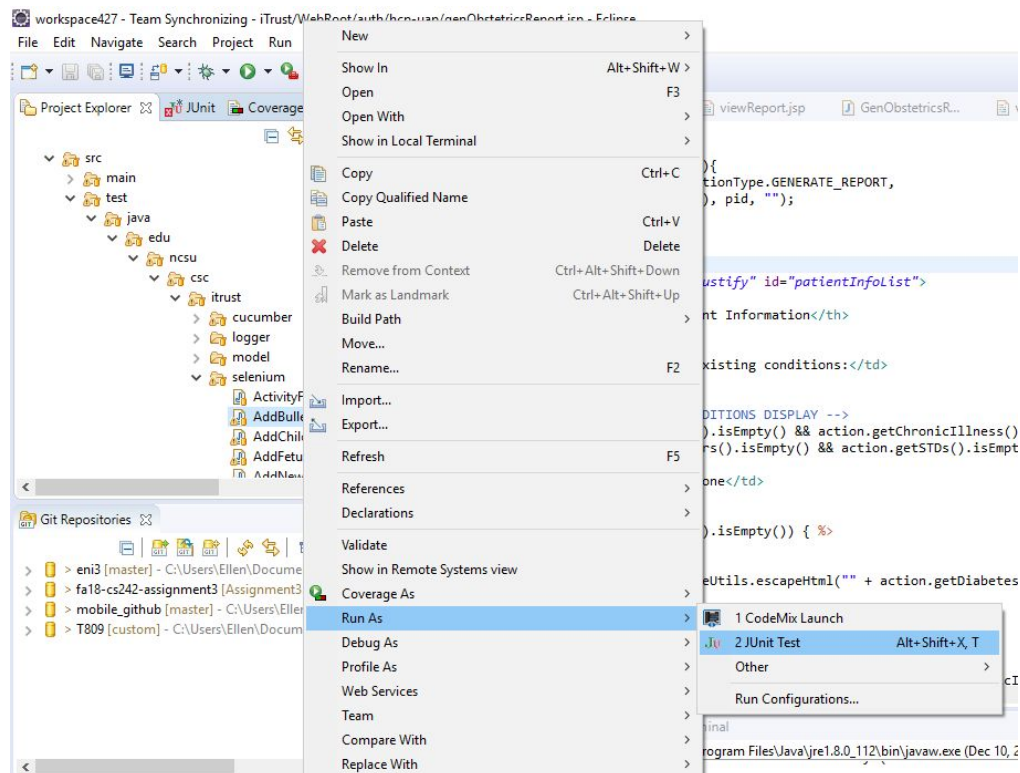 workspace427 - Team Synchronizing - iTrust/WebRoot/auth/hcp-uap/genObstetricsReport.jsp - Eclipse
File Edit Navigate Search Project Run
Project Explorer JUnit Coverage
src
main
test
java
edu
ncsu
csc
itrust
cucumber
logger
model
selenium
ActivityF
AddBulle
AddChil
AddFetu
AddNew
Git Repositories
> eni3 [master] - C:\Users\Ellen\Docume
> fa18-cs242-assignment3 [Assignment3
> mobile_github [master] - C:\Users\Eller
> T809 [custom] - C:\Users\Ellen\Docum
New
Show In Alt+Shift+W
Open F3
Open With
Show in Local Terminal
Copy Ctrl+C
Copy Qualified Name
Paste Ctrl+V
Delete Delete
Remove from Context Ctrl+Alt+Shift+Down
Mark as Landmark Ctrl+Alt+Shift+Up
Build Path
Move...
Rename... F2
Import...
Export...
Refresh F5
References
Declarations
Validate
Show in Remote Systems view
Coverage As
Run As
Debug As
Profile As
Web Services
Team
Compare With
Replace With
1 CodeMix Launch
2 JUnit Test Alt+Shift+X, T
Other
Run Configurations...
viewReport.jsp GenObstetricsR...
){
tionType.GENERATE_REPORT,
), pid, "");
ustify" id="patientInfoList">
nt Information</th>
xisting conditions:</td>
DITIONS DISPLAY -->
).isEmpty() && action.getChronicIllness()
rs().isEmpty() && action.getSTDs().isEmpt
one</td>
).isEmpty()) { %>
eUtils.escapeHtml("" + action.getDiabetes
cI
minal
rogram Files\Java\jre1.8.0_112\bin\javaw.exe (Dec 10, 2